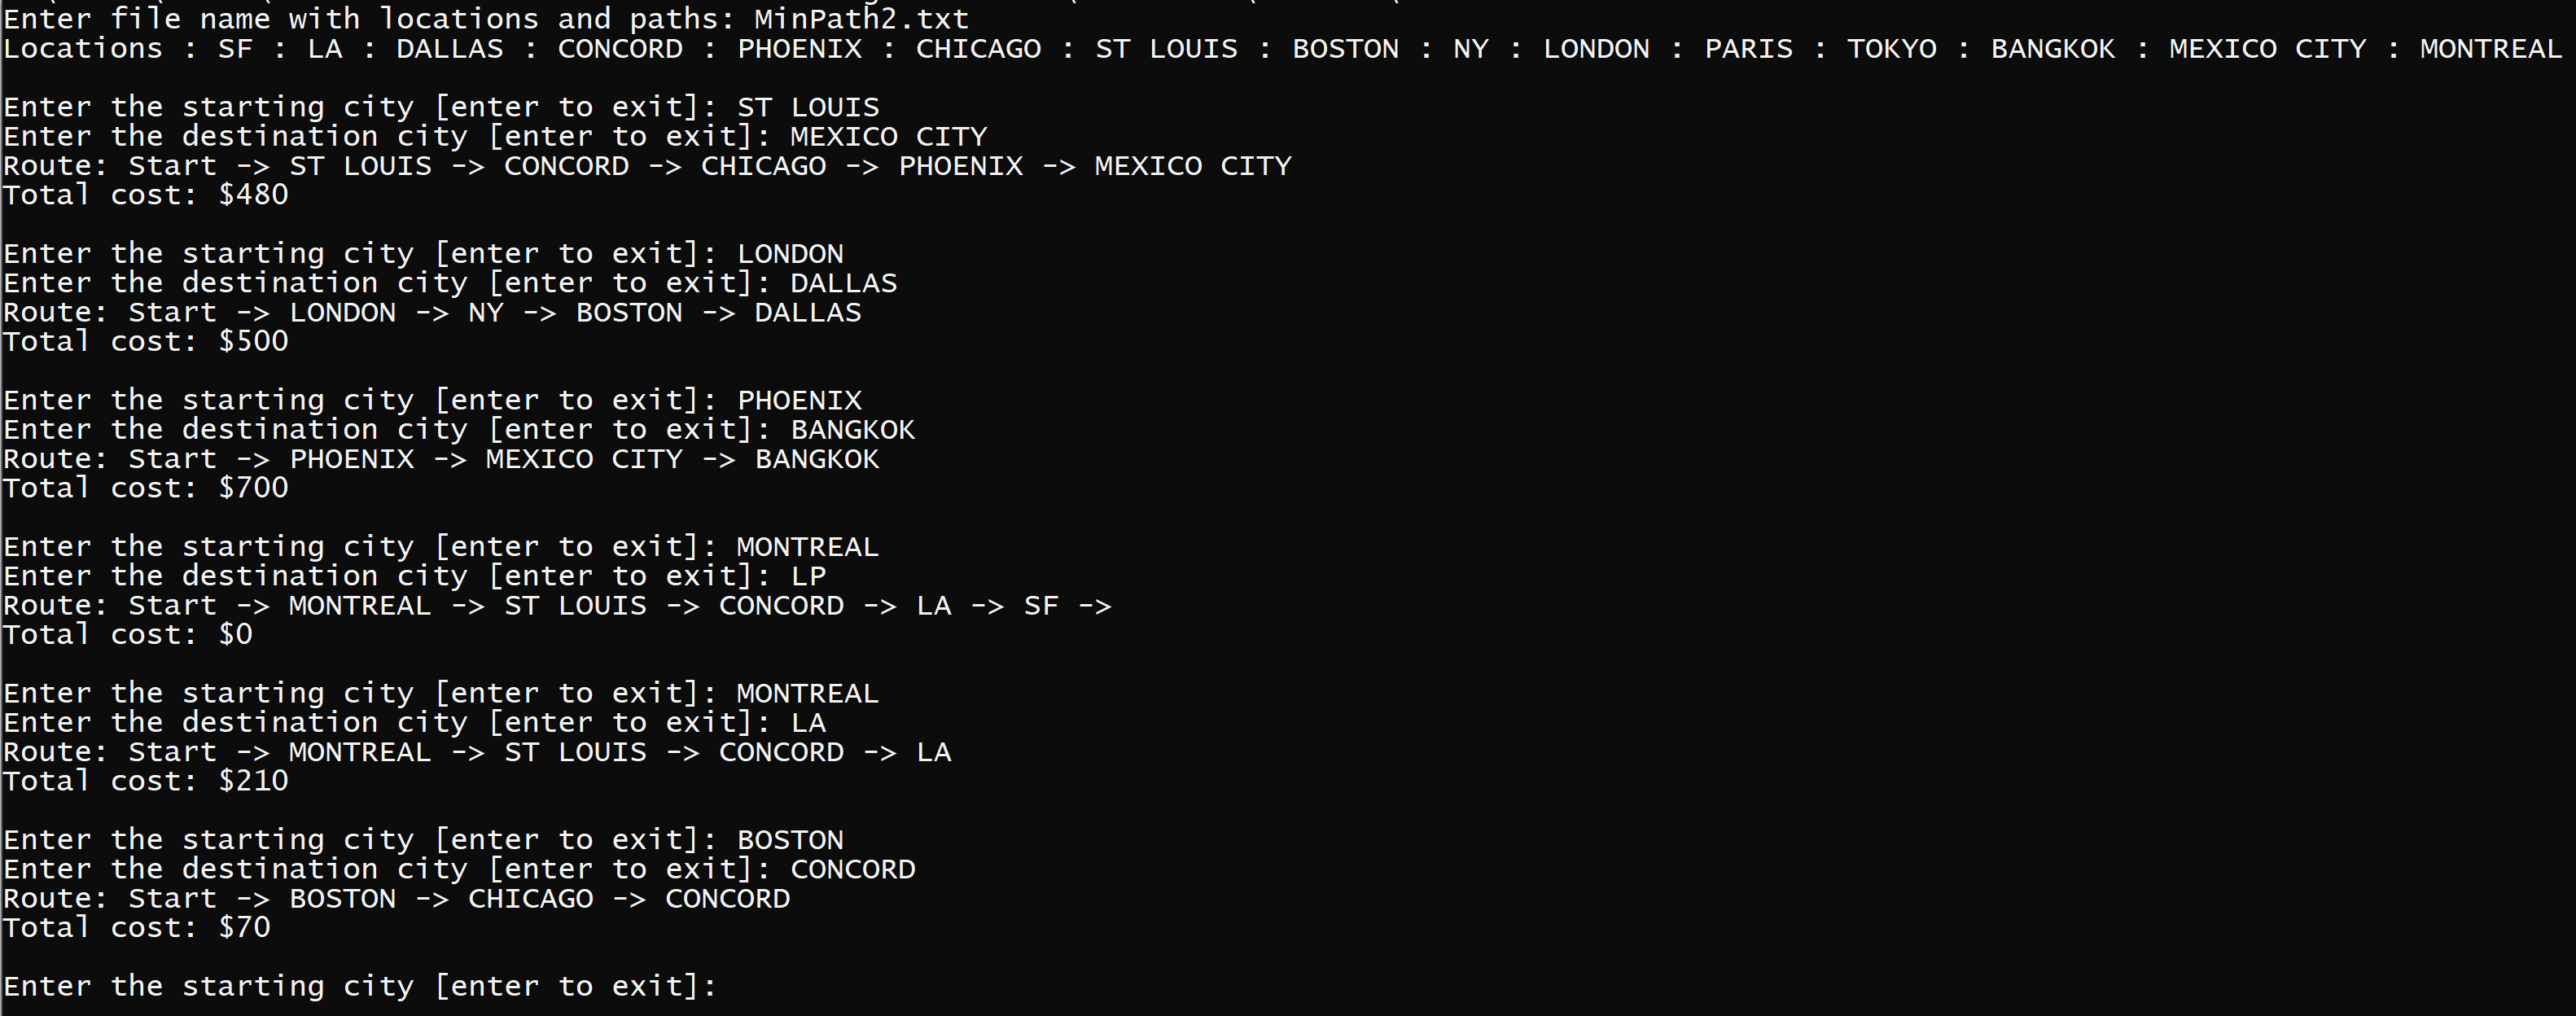 Enter file name with locations and paths: MinPath2.txt
Locations : SF : LA : DALLAS : CONCORD : PHOENIX : CHICAGO : ST LOUIS : BOSTON : NY : LONDON : PARIS : TOKYO : BANGKOK : MEXICO CITY : MONTREAL
Enter the starting city [enter to exit]: ST LOUIS
Enter the destination city [enter to exit]: MEXICO CITY
Route: Start -> ST LOUIS -> CONCORD -> CHICAGO -> PHOENIX -> MEXICO CITY
Total cost: $480
Enter the starting city [enter to exit]: LONDON
Enter the destination city [enter to exit]: DALLAS
Route: Start -> LONDON -> NY -> BOSTON -> DALLAS
Total cost: $500
Enter the starting city [enter to exit]: PHOENIX
Enter the destination city [enter to exit]: BANGKOK
Route: Start -> PHOENIX -> MEXICO CITY -> BANGKOK
Total cost: $700
Enter the starting city [enter to exit]: MONTREAL
Enter the destination city [enter to exit]: LP
Route: Start -> MONTREAL -> ST LOUIS -> CONCORD -> LA -> SF ->
Total cost: $0
Enter the starting city [enter to exit]: MONTREAL
Enter the destination city [enter to exit]: LA
Route: Start -> MONTREAL -> ST LOUIS -> CONCORD -> LA
Total cost: $210
Enter the starting city [enter to exit]: BOSTON
Enter the destination city [enter to exit]: CONCORD
Route: Start -> BOSTON -> CHICAGO -> CONCORD
Total cost: $70
Enter the starting city [enter to exit]: